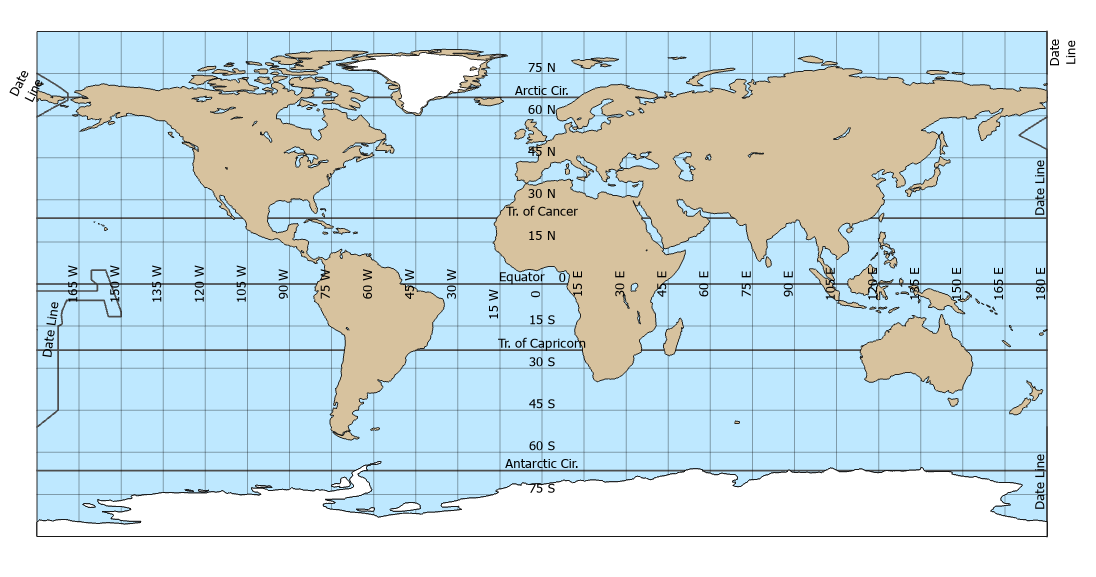 Date
Line
Date
Line
75 N
Arctic Cir.
60 N
45 N
30 N
Tr. of Cancer
15 N
Date Line
165 W
150 W
135 W
120 W
105 W
90 W
75 W
60 W
45 W
30 W
15 W
Equator
0
0
15 E
30 E
45 E
60 E
75 E
90 E
105 E
120 E
135 E
150 E
165 E
180 E
Date Line
15 S
Tr. of Capricorn
30 S
45 S
60 S
Antarctic Cir.
75 S
Date Line